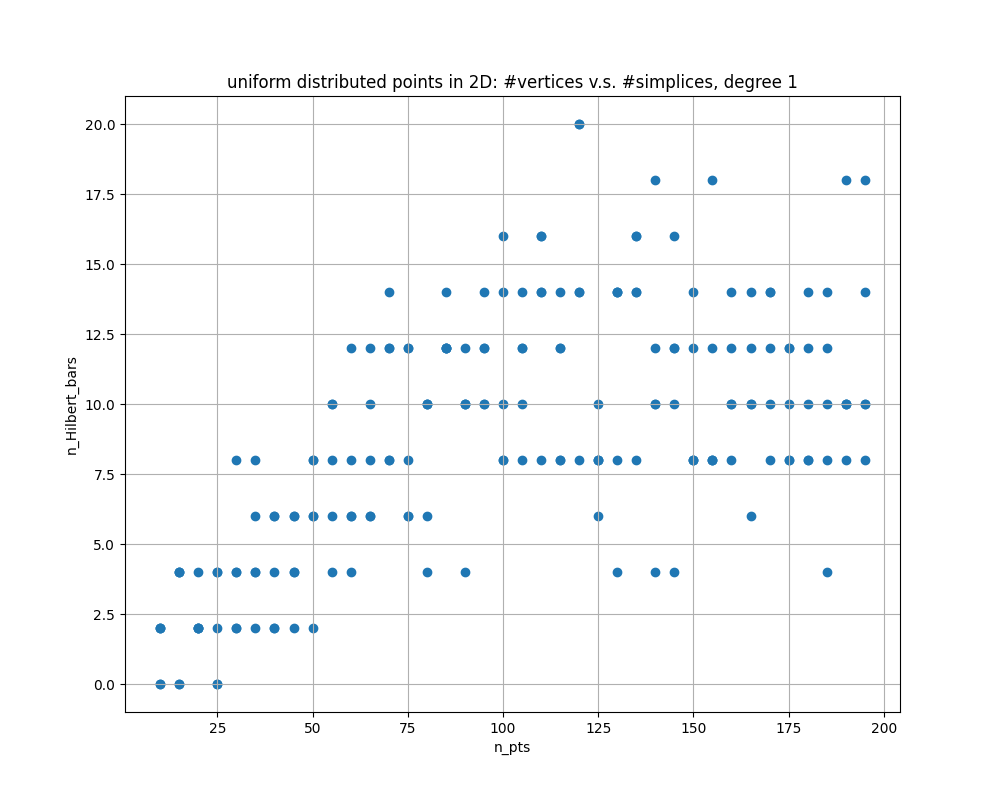 uniform distributed points in 2D: #vertices v.s. #simplices, degree 1
20.0
17.5
15.0
12.5
10.0
7.5
5.0
2.5
0.0
n_Hilbert_bars
25 50 75 100 125 150 175 200
n_pts